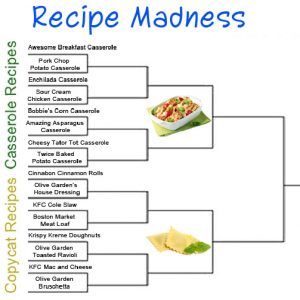 Recipe Madness
Casserole Recipes
Awesome Breakfast Casserole
Pork Chop
Potato Casserole
Enchilada Casserole
Sour Cream
Chicken Casserole
Bobbie's Corn Casserole
Amazing Asparagus
Casserole
Cheesy Tator Tot Casserole
Twice Baked
Potato Casserole
Copycat Recipes
Cinnabon Cinnamon Rolls
Olive Garden's
House Dressing
KFC Cole Slaw
Boston Market
Meat Loaf
Krispy Kreme Doughnuts
Olive Garden
Toasted Ravioli
KFC Mac and Cheese
Olive Garden
Bruschetta